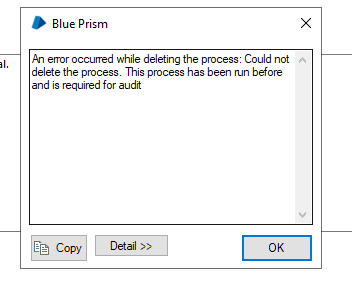 Blue Prism
al.
An error occurred while deleting the process: Could not
delete the process. This process has been run before
and is required for audit
Copy
Detail >>
OK